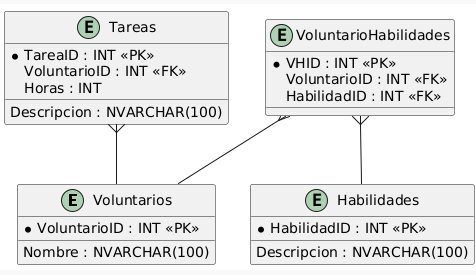 E Tareas
* TareaID : INT «PK»
VoluntarioID : INT «FK»
Horas : INT
Descripcion : NVARCHAR(100)
E VoluntarioHabilidades
* VHID : INT «PK»
VoluntarioID : INT «FK»
HabilidadID : INT «FK»
E Voluntarios
* VoluntarioID : INT «PK»
Nombre : NVARCHAR(100)
E Habilidades
* HabilidadID : INT «PK»
Descripcion : NVARCHAR(100)